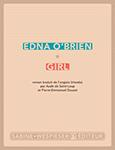 EDNA O'BRIEN
GIRL
roman traduit de l'anglais (Irlande)
par Aude de Saint-Loup
et Pierre-Emmanuel Dauzat
SABINE WESPIESER ÉDITEUR